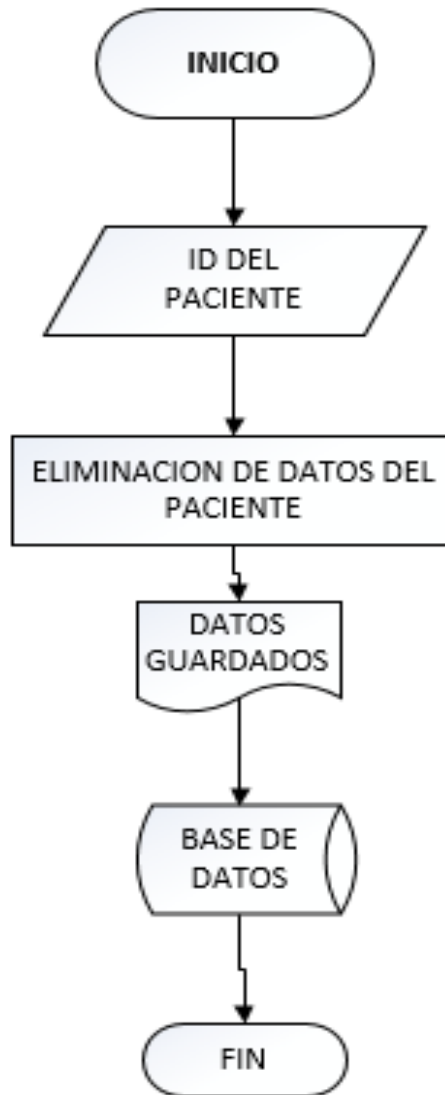 INICIO
ID DEL
PACIENTE
ELIMINACION DE DATOS DEL
PACIENTE
DATOS
GUARDADOS
BASE DE
DATOS
FIN